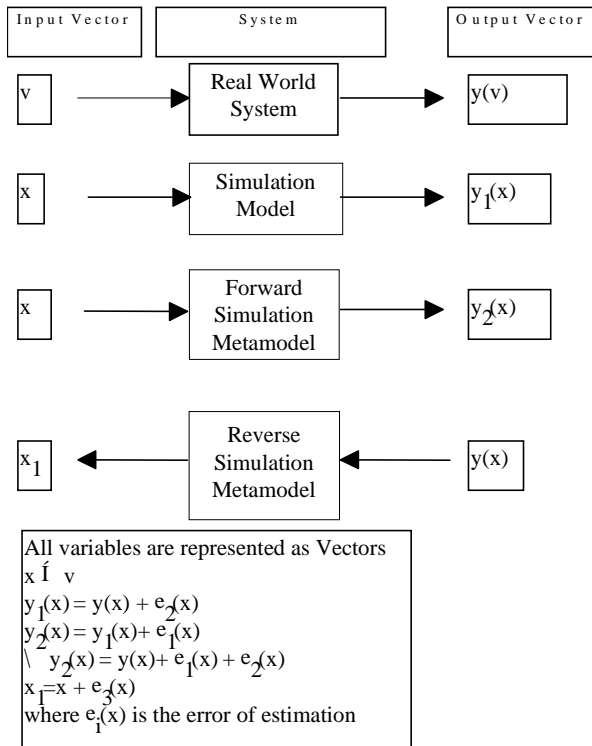 Input Vector System Output Vector
v Real World System y(v)
x Simulation Model y1(x)
x Forward Simulation Metamodel y2(x)
x1 Reverse Simulation Metamodel y(x)
All variables are represented as Vectors
x Í v
y1(x) = y(x) + e2(x)
y2(x) = y1(x)+ e1(x)
\ y2(x) = y(x)+ e1(x) + e2(x)
x1=x + e3(x)
where ei(x) is the error of estimation